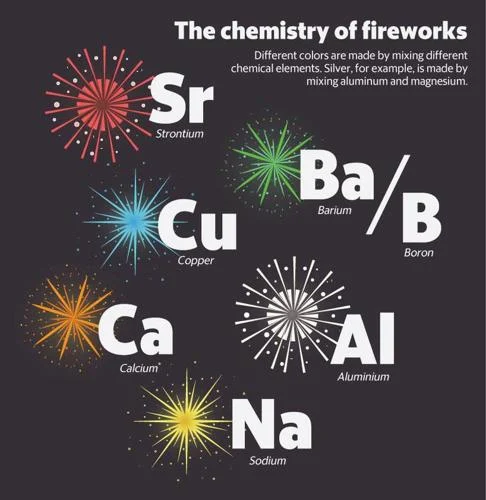 The chemistry of fireworks
Different colors are made by mixing different
chemical elements. Silver, for example, is made by
mixing aluminum and magnesium.
Sr
Strontium
Ba/B
Barium
Boron
Cu
Copper
Ca
Calcium
Al
Aluminium
Na
Sodium